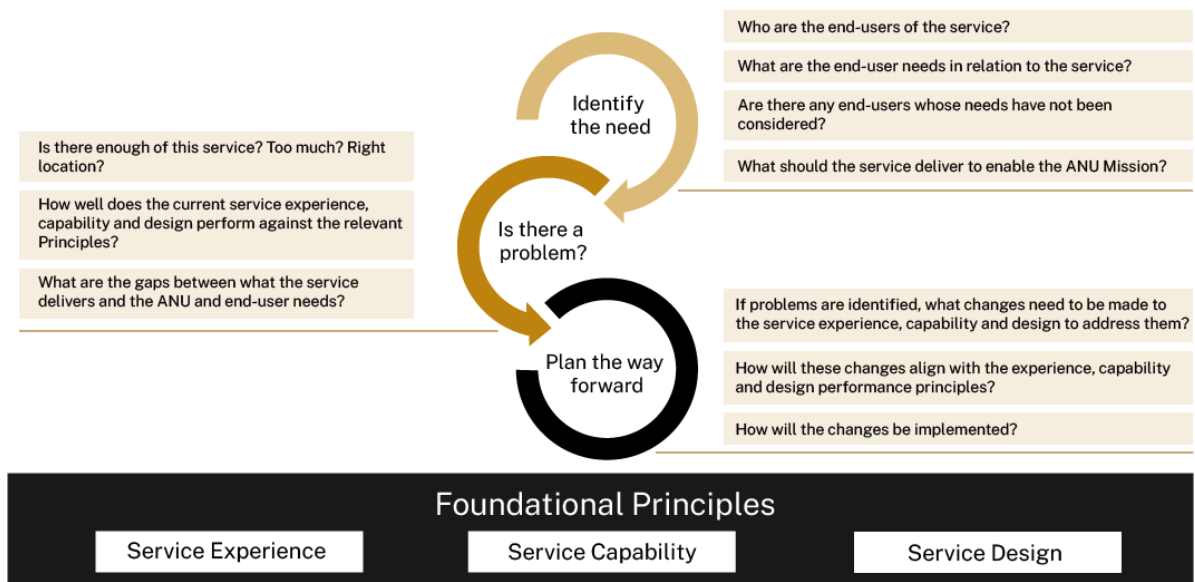 Identify
the need
Who are the end-users of the service?
What are the end-user needs in relation to the service?
Are there any end-users whose needs have not been
considered?
What should the service deliver to enable the ANU Mission?
Is there a
problem?
Is there enough of this service? Too much? Right
location?
How well does the current service experience,
capability and design perform against the relevant
Principles?
What are the gaps between what the service
delivers and the ANU and end-user needs?
Plan the way
forward
If problems are identified, what changes need to be made to
the service experience, capability and design to address them?
How will these changes align with the experience, capability
and design performance principles?
How will the changes be implemented?
Foundational Principles
Service Experience
Service Capability
Service Design